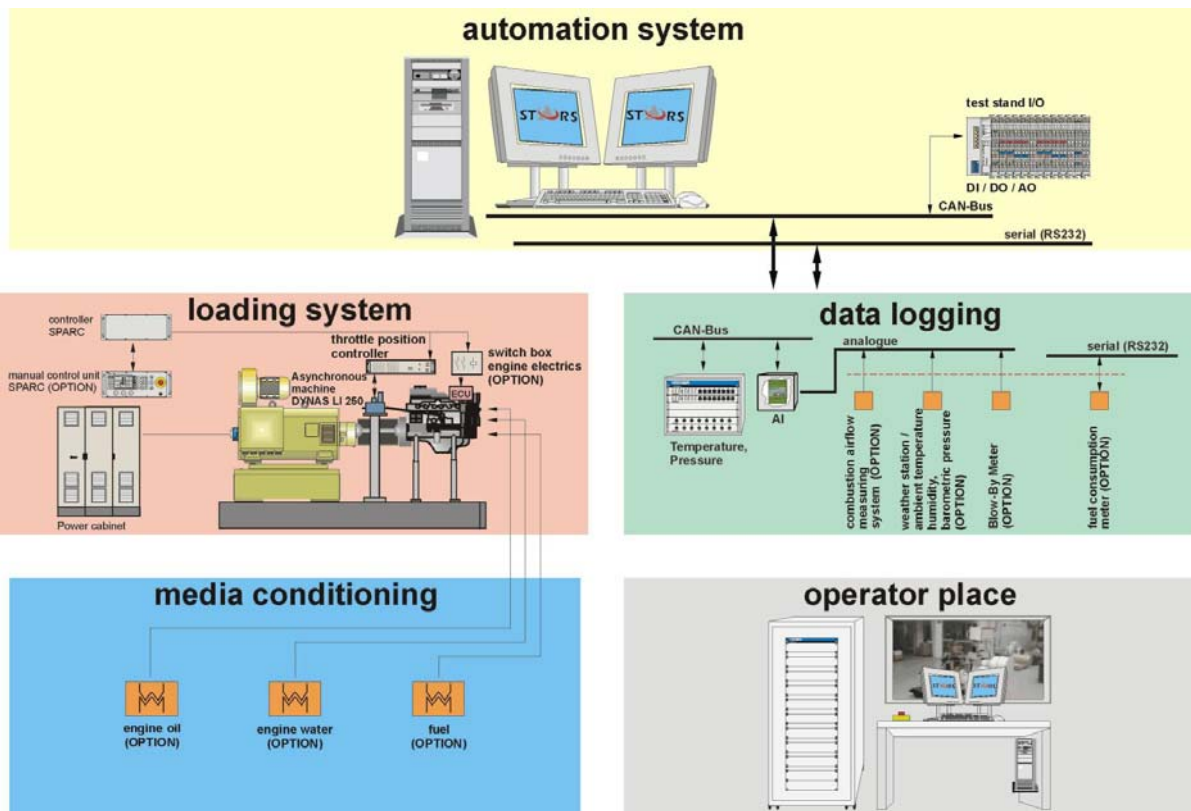 automation system
STARS
STARS
test stand I/O
DI / DO / AO
CAN-Bus
serial (RS232)
loading system
controller
SPARC
manual control unit
SPARC (OPTION)
throttle position
controller
switch box
engine electrics
(OPTION)
Asynchronous
machine
DYNAS LI 250
ECU
Power cabinet
data logging
CAN-Bus
analogue
serial (RS232)
AI
Temperature,
Pressure
combustion airflow
measuring
system (OPTION)
weather station /
ambient temperature
humidity,
barometric pressure
(OPTION)
Blow-By Meter
(OPTION)
fuel consumption
meter (OPTION)
media conditioning
engine oil
(OPTION)
engine water
(OPTION)
fuel
(OPTION)
operator place
STARS
STARS